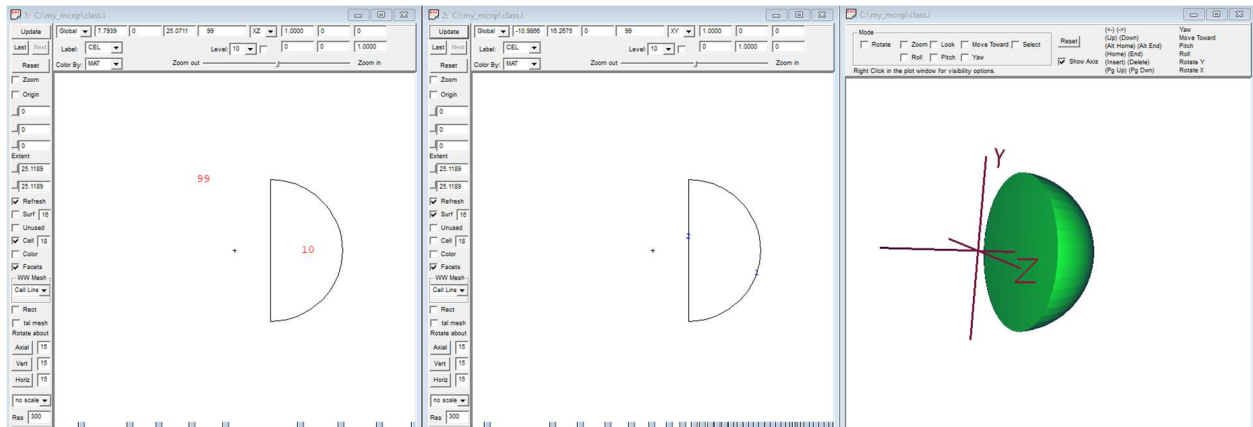 1: C:\my_mcnp\class.i
Update
Global 7.7939 0 25.0711 99 XZ 1.0000 0 0
Last Next
Label: CEL Level: 10 0 0 1.0000
Reset
Color By: MAT Zoom out Zoom in
Zoom
Origin
0
0
0
Extent
25.1189
25.1189
Refresh
Surf 16
Unused
Cell 18
Color
Facets
WW Mesh
Cell Line
Rect
tal mesh
Rotate about
Axial 15
Vert 15
Horiz 15
no scale
Res 300
99
10
2: C:\my_mcnp\class.i
Update
Global -10.9866 16.2675 0 99 XY 1.0000 0 0
Last Next
Label: CEL Level: 10 0 1.0000 0
Reset
Color By: MAT Zoom out Zoom in
Zoom
Origin
0
0
0
Extent
25.1189
25.1189
Refresh
Surf 16
Unused
Cell 18
Color
Facets
WW Mesh
Cell Line
Rect
tal mesh
Rotate about
Axial 15
Vert 15
Horiz 15
no scale
Res 300
2
1
C:\my_mcnp\class.i
Mode
Rotate Zoom Look Move Toward Select
Roll Pitch Yaw
Reset
Show Axis
(<-) (->) Yaw
(Up) (Down) Move Toward
(Alt Home) (Alt End) Pitch
(Home) (End) Roll
(Insert) (Delete) Rotate Y
(Pg Up) (Pg Dwn) Rotate X
Right Click in the plot window for visibility options.
Y
Z